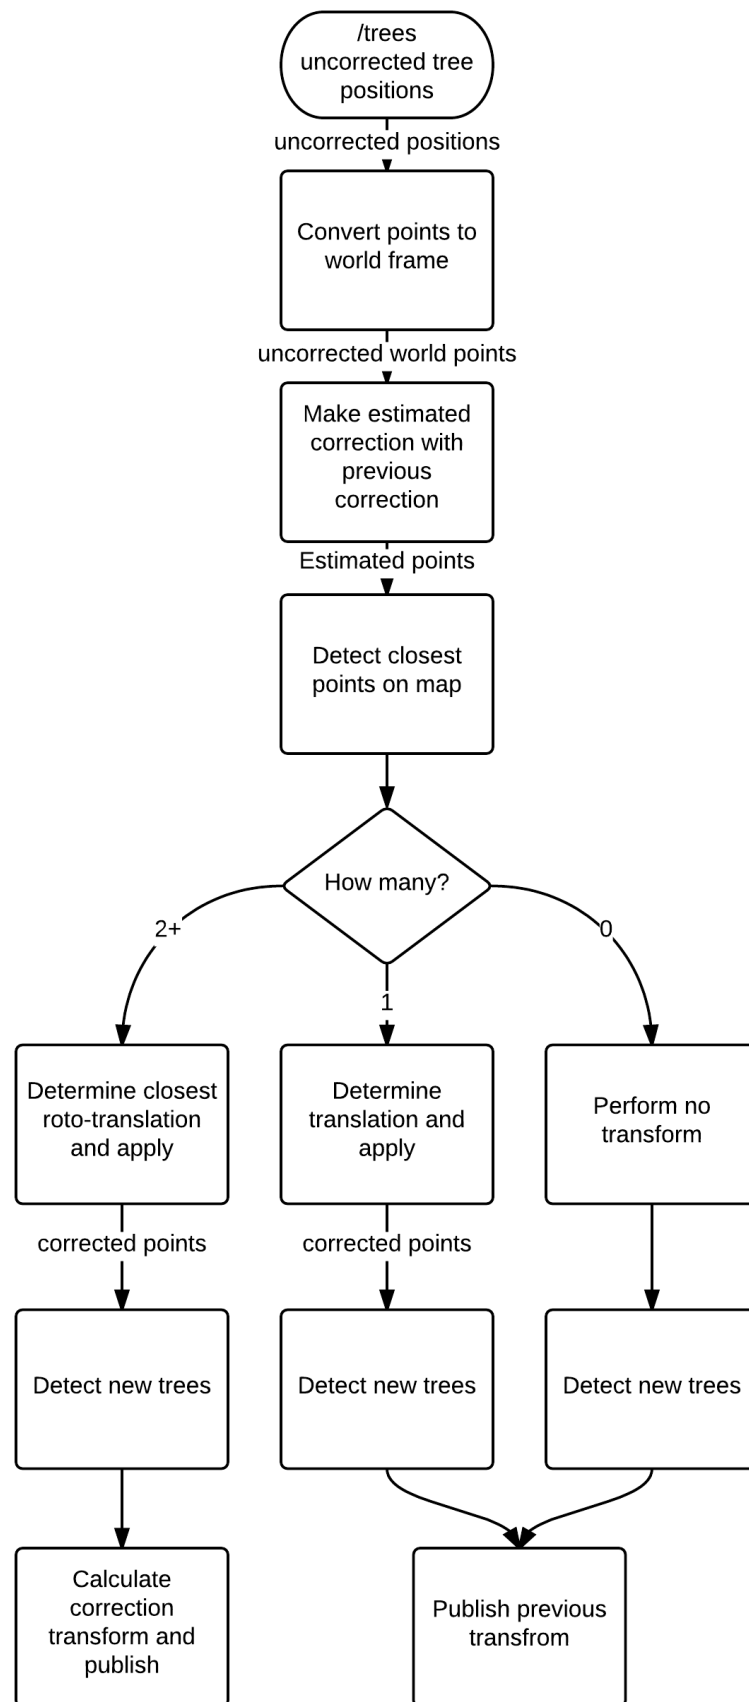 /trees
uncorrected tree
positions
uncorrected positions
Convert points to
world frame
uncorrected world points
Make estimated
correction with
previous
correction
Estimated points
Detect closest
points on map
How many?
2+
0
1
Determine closest
roto-translation
and apply
Determine
translation and
apply
Perform no
transform
corrected points
corrected points
Detect new trees
Detect new trees
Detect new trees
Calculate
correction
transform and
publish
Publish previous
transfrom